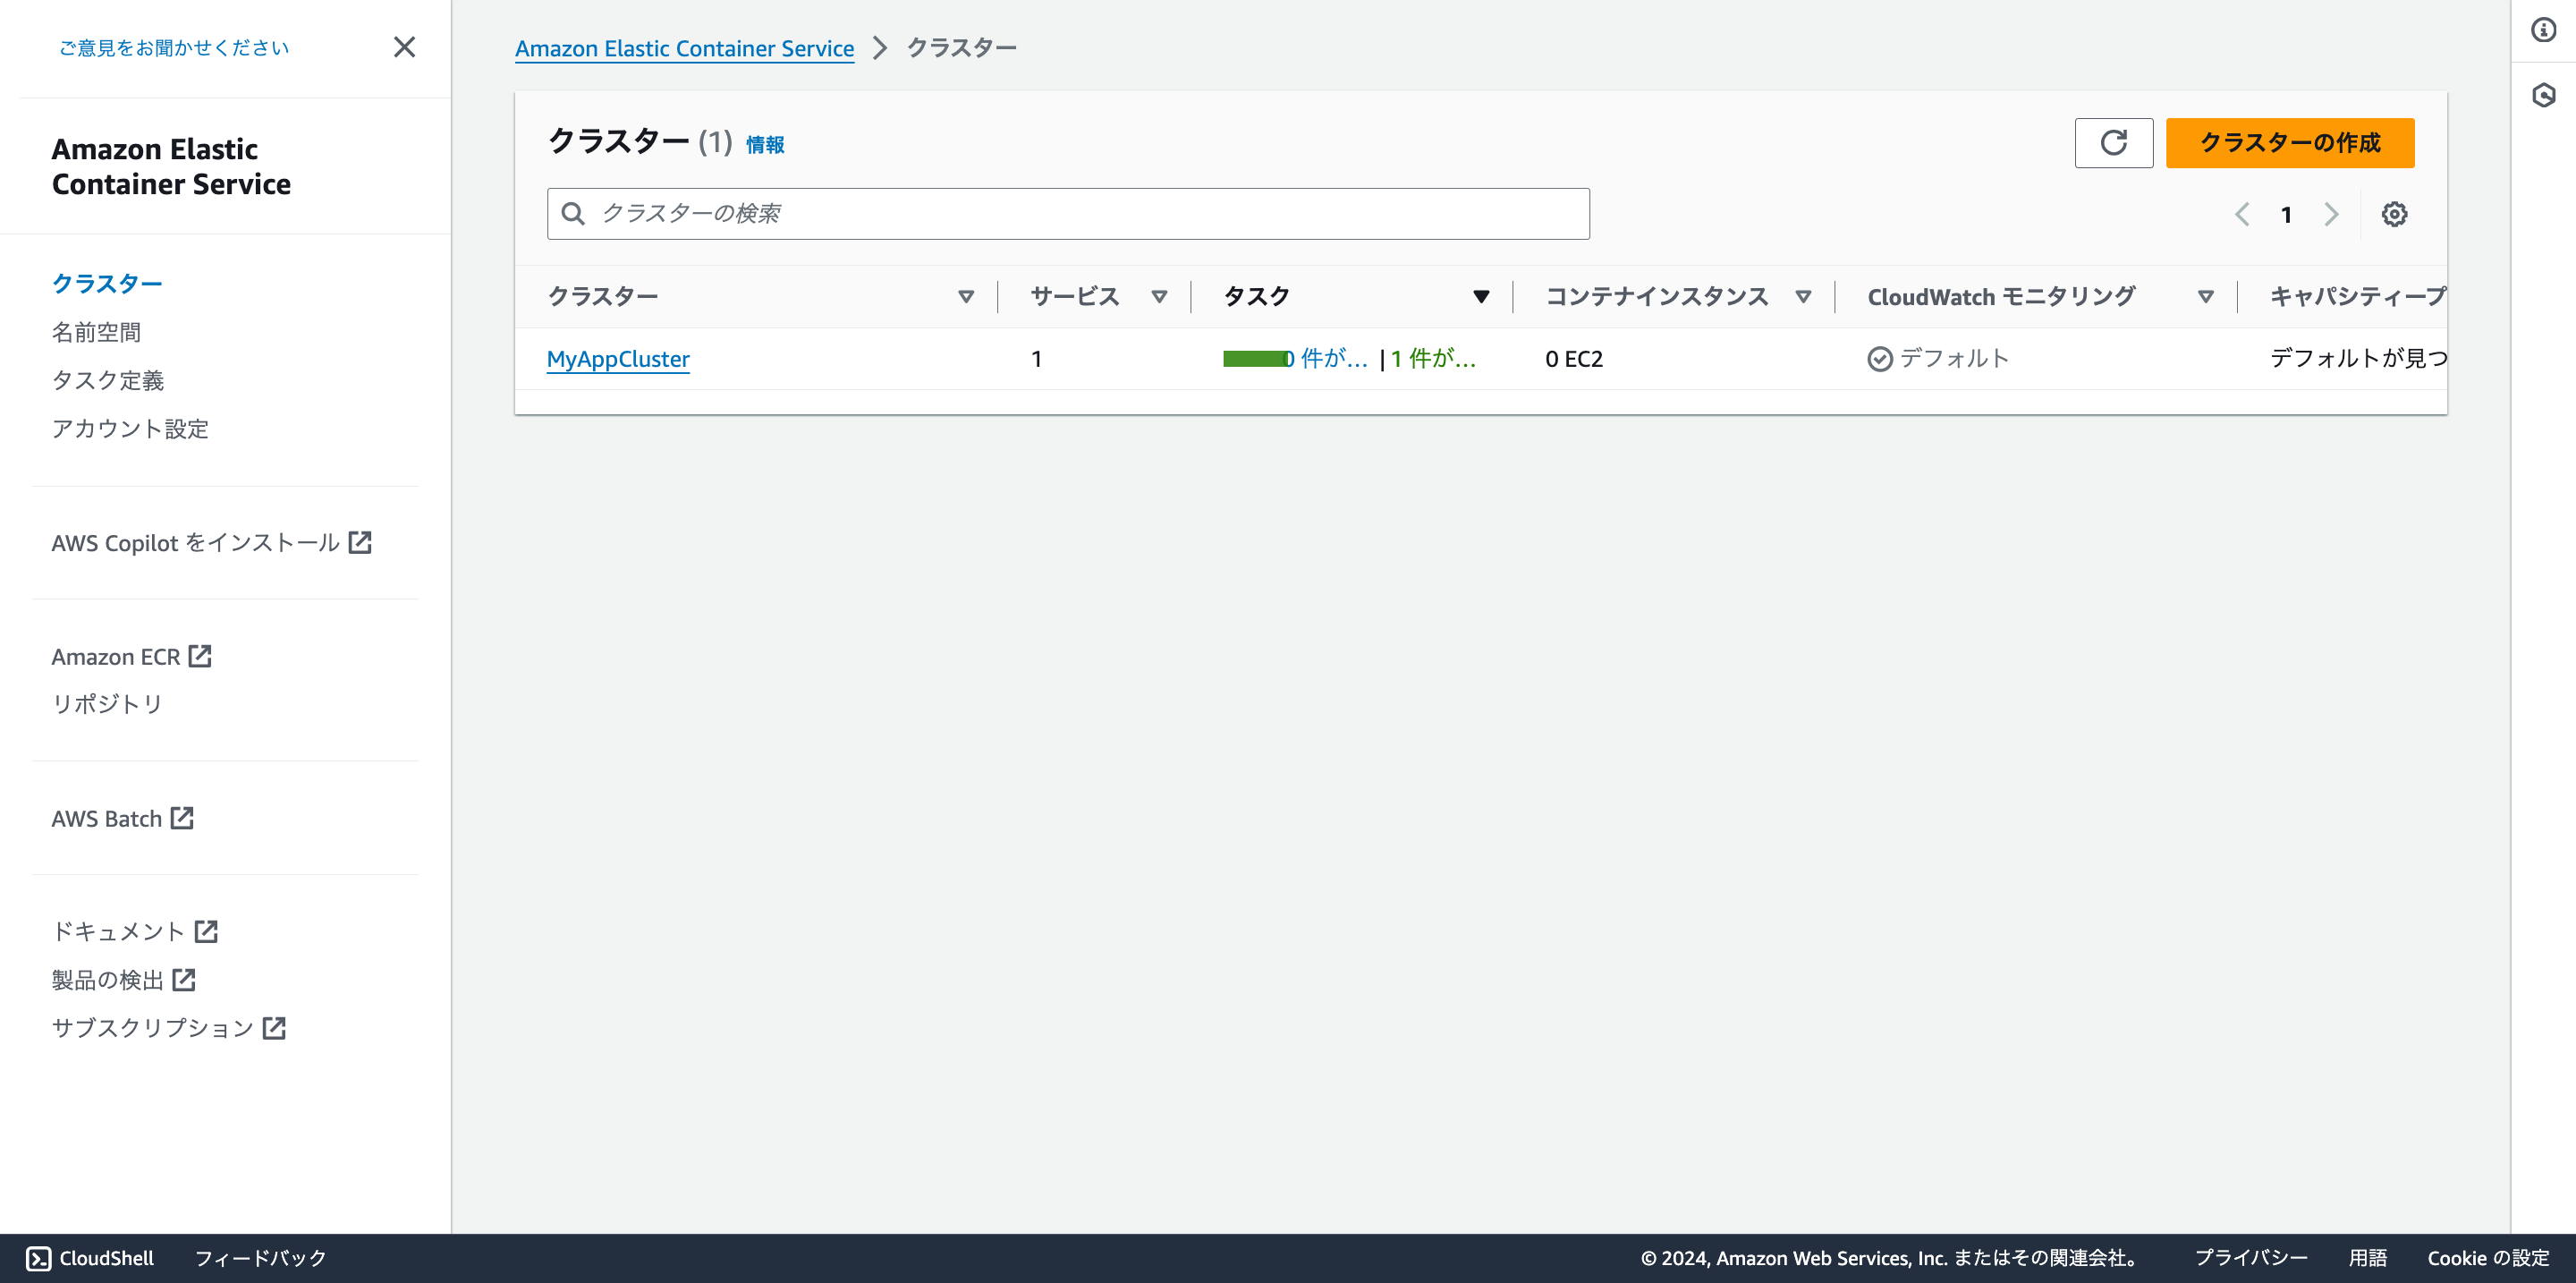 ご意見をお聞かせください
Amazon Elastic
Container Service
クラスター
名前空間
タスク定義
アカウント設定
AWS Copilot をインストール
Amazon ECR
リポジトリ
AWS Batch
ドキュメント
製品の検出
サブスクリプション
Amazon Elastic Container Service クラスター
クラスター (1) 情報
クラスターの作成
クラスターの検索
1
クラスター サービス タスク コンテナインスタンス CloudWatch モニタリング キャパシティープ
MyAppCluster 1 0 件が... | 1 件が... 0 EC2 デフォルト デフォルトが見つ
CloudShell フィードバック © 2024, Amazon Web Services, Inc. またはその関連会社。 プライバシー 用語 Cookie の設定